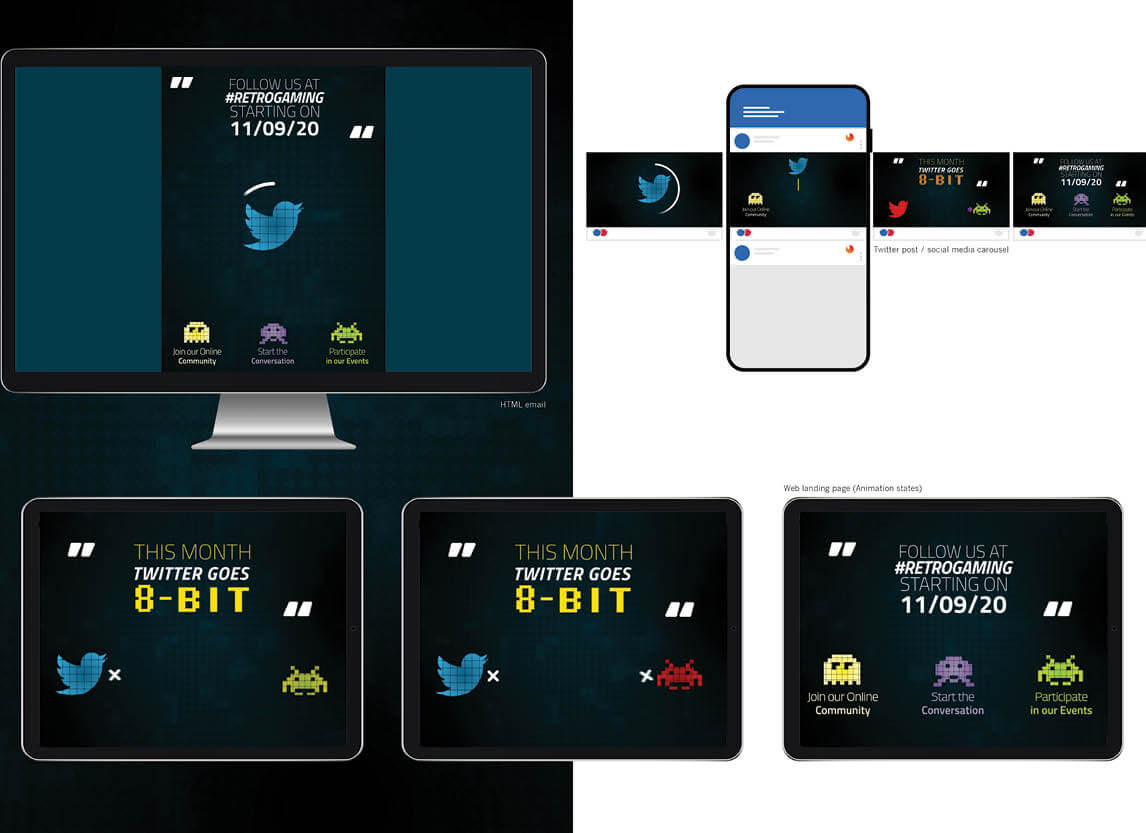 FOLLOW US AT
#RETROGAMING
STARTING ON
11/09/20
Join our Online
Community
Start the
Conversation
Participate
in our Events
HTML email
Join our Online
Community
THIS MONTH
TWITTER GOES
8-BIT
FOLLOW US AT
#RETROGAMING
STARTING ON
11/09/20
Join our Online
Community
Start the
Conversation
Participate
in our Events
Twitter post / social media carousel
THIS MONTH
TWITTER GOES
8-BIT
THIS MONTH
TWITTER GOES
8-BIT
Web landing page (Animation states)
FOLLOW US AT
#RETROGAMING
STARTING ON
11/09/20
Join our Online
Community
Start the
Conversation
Participate
in our Events